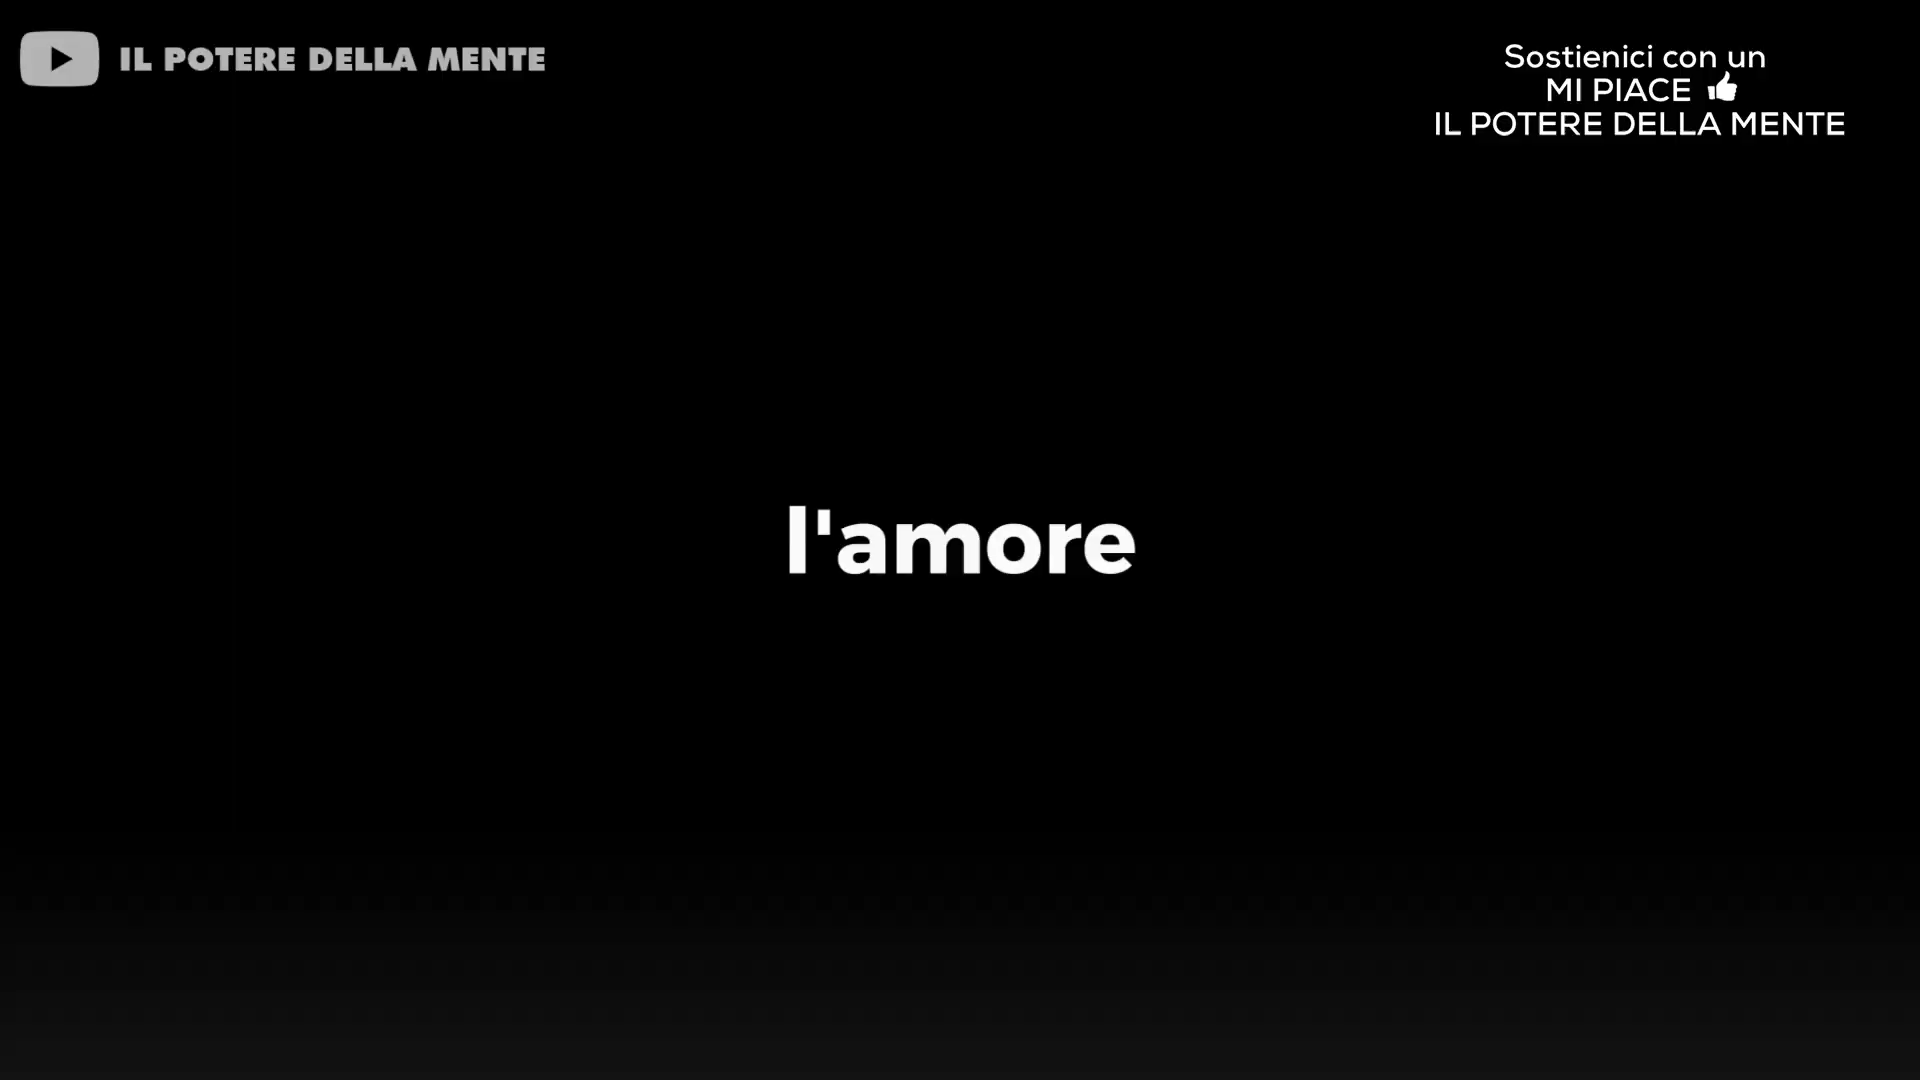 IL POTERE DELLA MENTE
Sostienici con un
MI PIACE
IL POTERE DELLA MENTE
l'amore